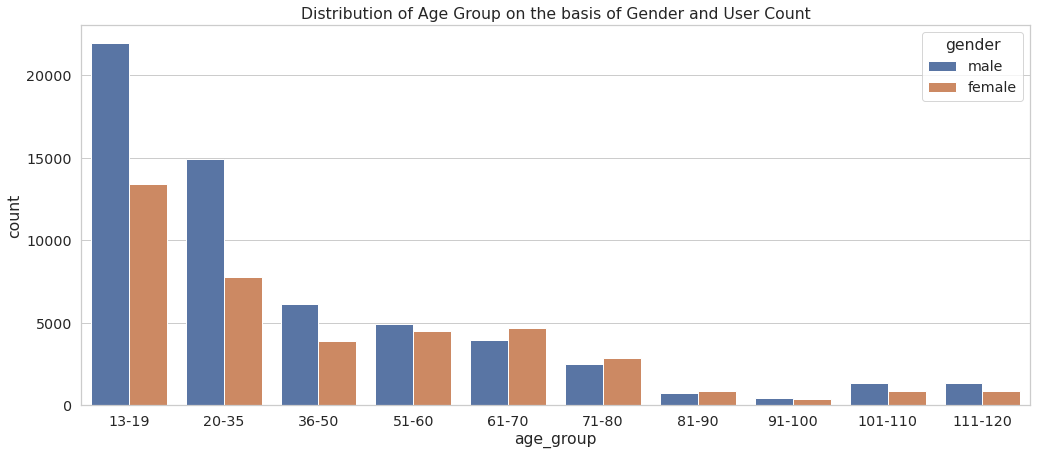 Distribution of Age Group on the basis of Gender and User Count
gender
male
female
20000
15000
10000
5000
0
count
13-19 20-35 36-50 51-60 61-70 71-80 81-90 91-100 101-110 111-120
age_group